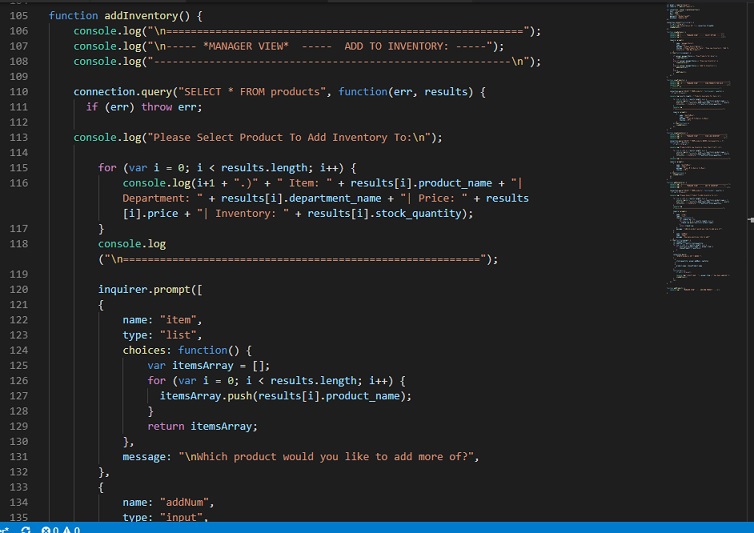 105 function addInventory() {
106 console.log("\n==========================================================");
107 console.log("\n----- *MANAGER VIEW* ----- ADD TO INVENTORY: -----");
108 console.log("----------------------------------------------------------\n");
109
110 connection.query("SELECT * FROM products", function(err, results) {
111 if (err) throw err;
112
113 console.log("Please Select Product To Add Inventory To:\n");
114
115 for (var i = 0; i < results.length; i++) {
116 console.log(i+1 + ".)" + " Item: " + results[i].product_name + "|
Department: " + results[i].department_name + "| Price: " + results
[i].price + "| Inventory: " + results[i].stock_quantity);
117 }
118 console.log
("\n==========================================================");
119
120 inquirer.prompt([
121 {
122 name: "item",
123 type: "list",
124 choices: function() {
125 var itemsArray = [];
126 for (var i = 0; i < results.length; i++) {
127 itemsArray.push(results[i].product_name);
128 }
129 return itemsArray;
130 },
131 message: "\nWhich product would you like to add more of?",
132 },
133 {
134 name: "addNum",
135 type: "input",
0 0